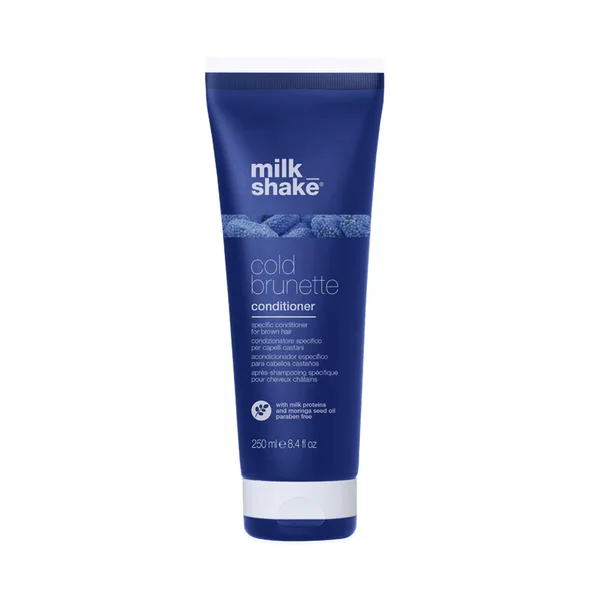 milk
shake®
cold
brunette
conditioner
specific conditioner
for brown hair
condizionatore specifico
per capelli castani
acondicionador específico
para cabellos castaños
après-shampooing spécifique
pour cheveux châtains
with milk proteins
and moringa seed oil
paraben free
250 ml ℮ 8.4 fl oz